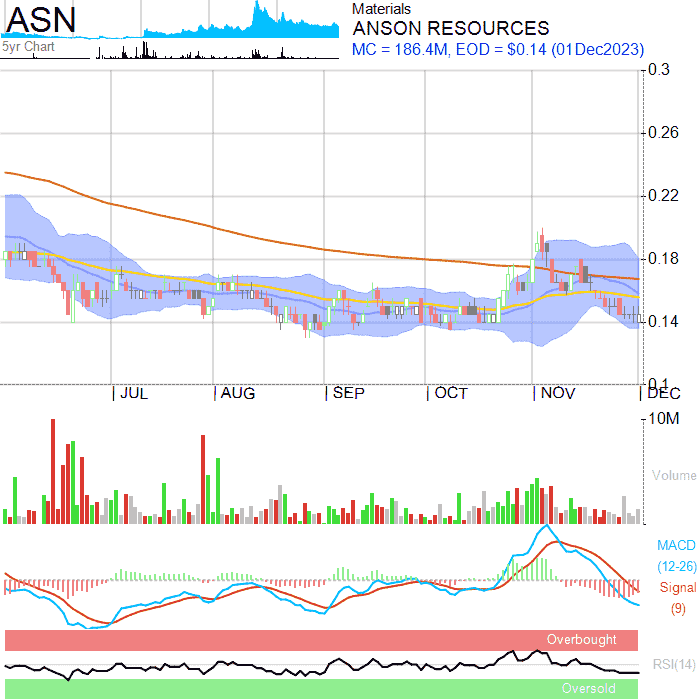 ASN
5yr Chart
Materials
ANSON RESOURCES
MC = 186.4M, EOD = $0.14 (01Dec2023)
0.3
0.26
0.22
0.18
0.14
0.1
JUL AUG SEP OCT NOV DEC
10M
Volume
MACD
(12-26)
Signal
(9)
Overbought
RSI(14)
Oversold